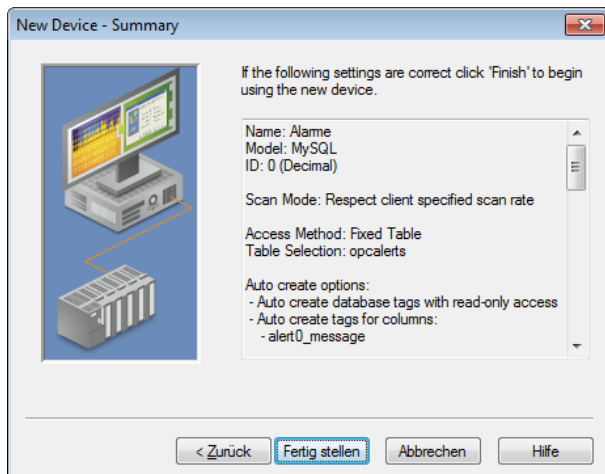 New Device - Summary
If the following settings are correct click 'Finish' to begin
using the new device.
Name: Alarme
Model: MySQL
ID: 0 (Decimal)
Scan Mode: Respect client specified scan rate
Access Method: Fixed Table
Table Selection: opcalerts
Auto create options:
- Auto create database tags with read-only access
- Auto create tags for columns:
- alert0_message
< Zurück
Fertig stellen
Abbrechen
Hilfe